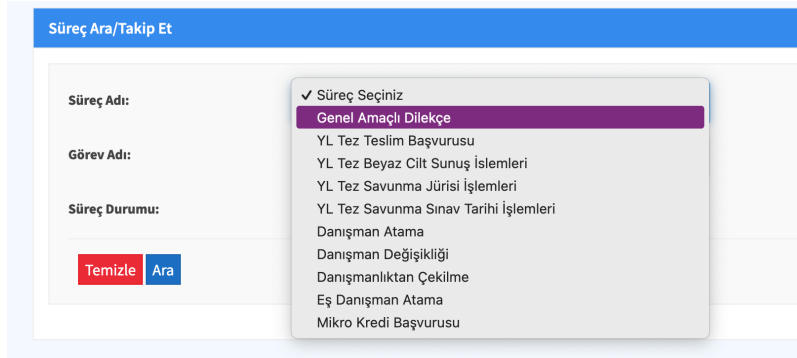 Süreç Ara/Takip Et
Süreç Adı:
✓ Süreç Seçiniz
Genel Amaçlı Dilekçe
YL Tez Teslim Başvurusu
YL Tez Beyaz Cilt Sunuş İslemleri
YL Tez Savunma Jürisi İşlemleri
YL Tez Savunma Sınav Tarihi İşlemleri
Danışman Atama
Danışman Değişikliği
Danışmanlıktan Çekilme
Eş Danışman Atama
Mikro Kredi Başvurusu
Görev Adı:
Süreç Durumu:
Temizle Ara